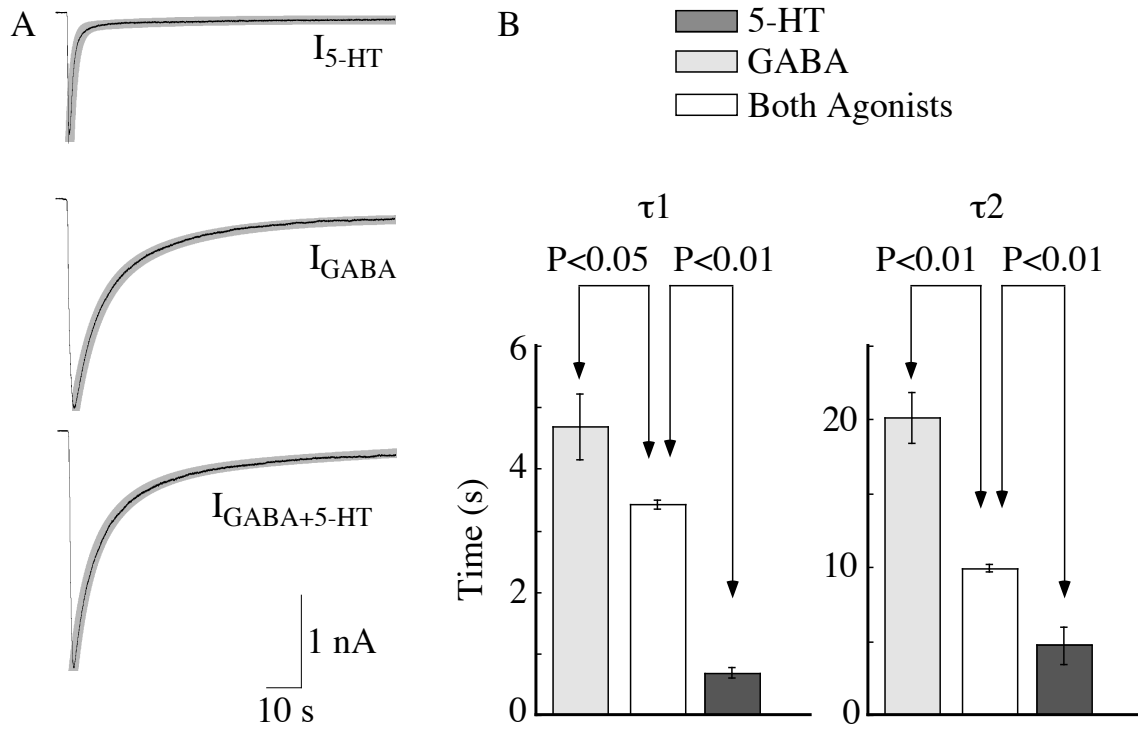 A
I5-HT
IGABA
IGABA+5-HT
1 nA
10 s
B
5-HT
GABA
Both Agonists
τ1
P<0.05 P<0.01
Time (s)
6
4
2
0
τ2
P<0.01 P<0.01
20
10
0